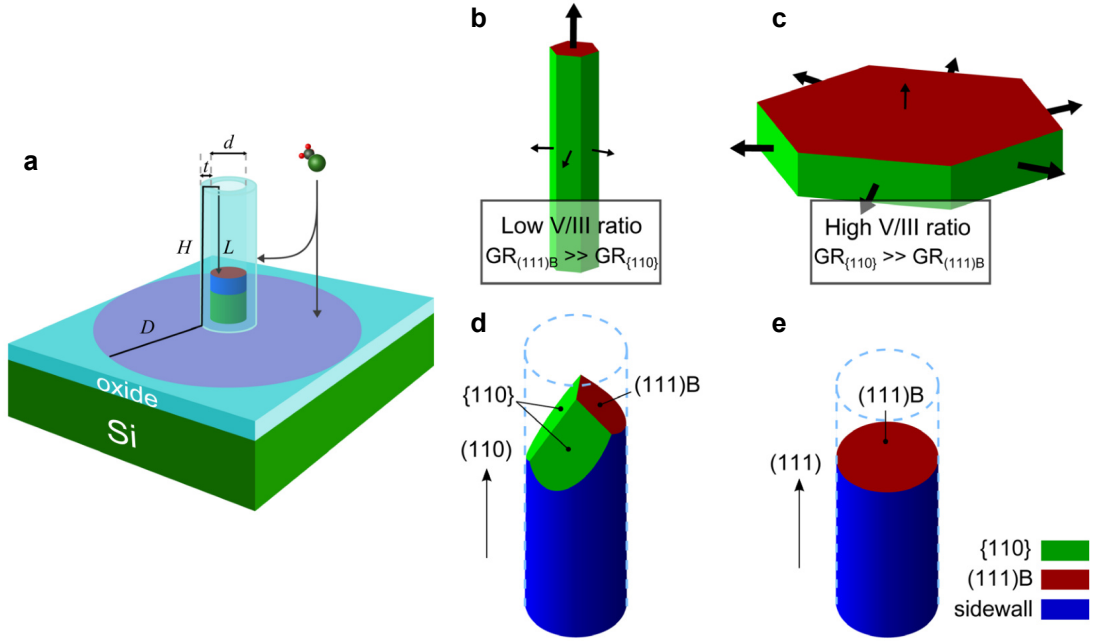 a
d
t
H
L
D
oxide
Si
b
Low V/III ratio
GR(111)B >> GR{110}
c
High V/III ratio
GR{110} >> GR(111)B
d
{110}
(111)B
(110)
e
(111)B
(111)
{110}
(111)B
sidewall